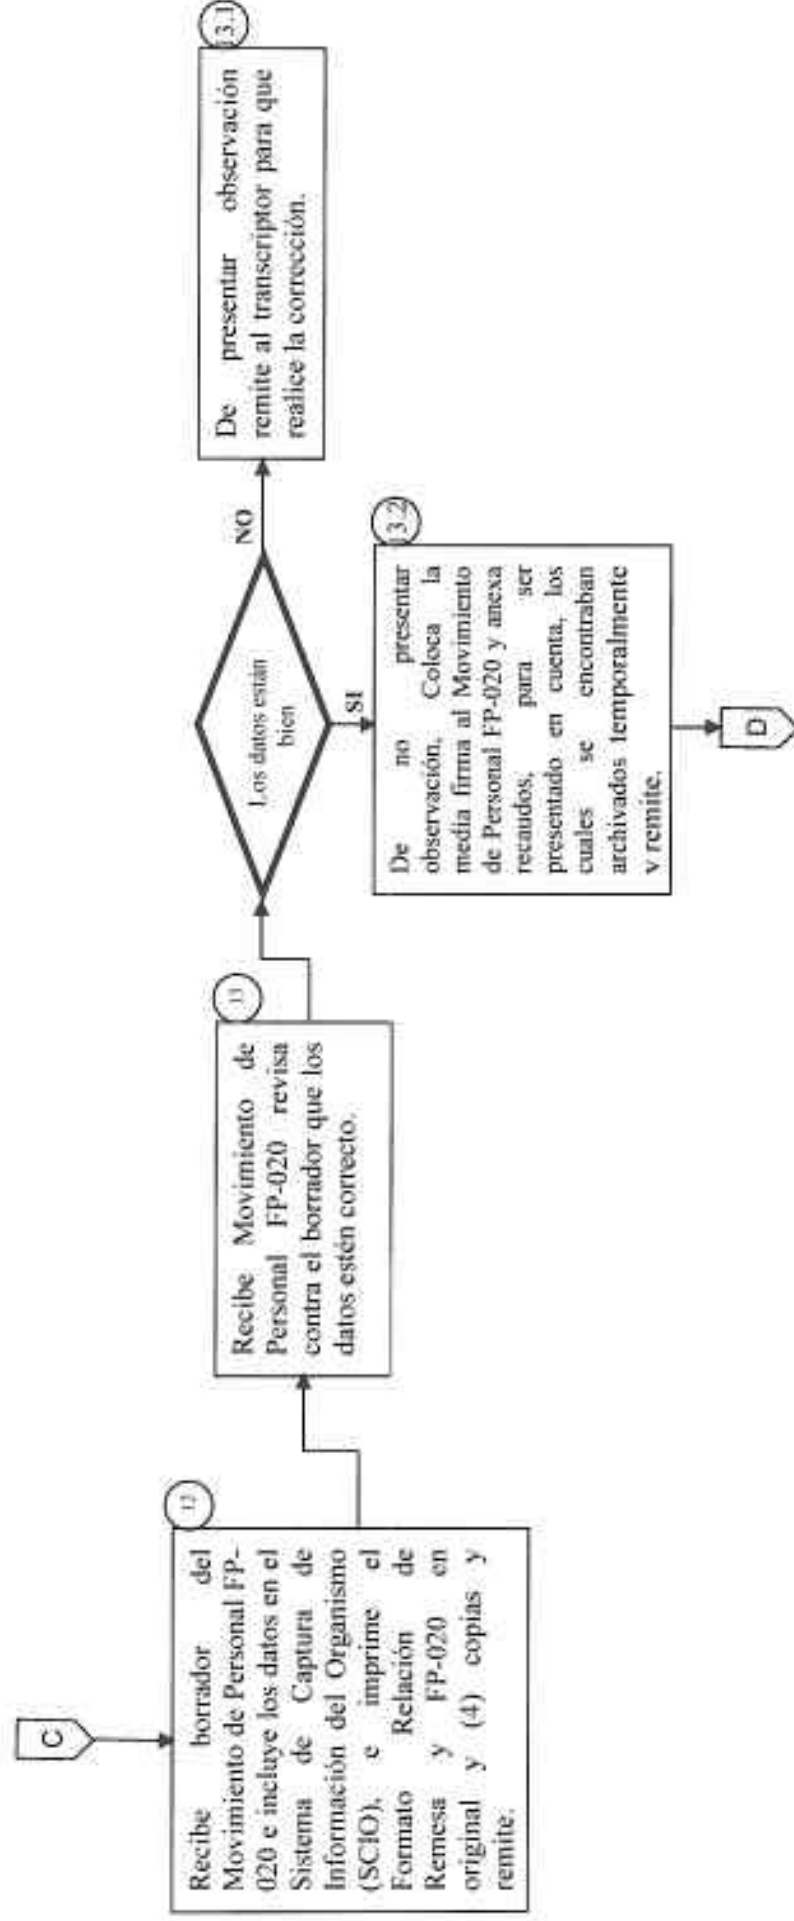 C
12
Recibe borrador del
Movimiento de Personal FP-
020 e incluye los datos en el
Sistema de Captura de
Información del Organismo
(SCIO), e imprime el
Formato Relación de
Remesa y FP-020 en
original y (4) copias y
remite.
13
Recibe Movimiento de
Personal FP-020 revisa
contra el borrador que los
datos estén correcto.
Los datos están
bien
NO
13.1
De presentar observación
remite al transcriptor para que
realice la corrección.
SI
13.2
De no presentar
observación, Coloca la
media firma al Movimiento
de Personal FP-020 y anexa
recaudos, para ser
presentado en cuenta, los
cuales se encontraban
archivados temporalmente
y remite.
D